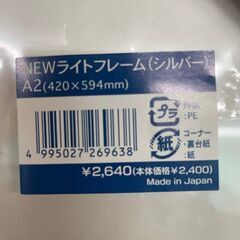 NEWライトフレーム(シルバー)
A2(420×594mm)
プラ
外袋
:PE
紙
コーナー
・裏台紙
:紙
4 995027 269638
¥2,640(本体価格¥2,400)
Made in Japan